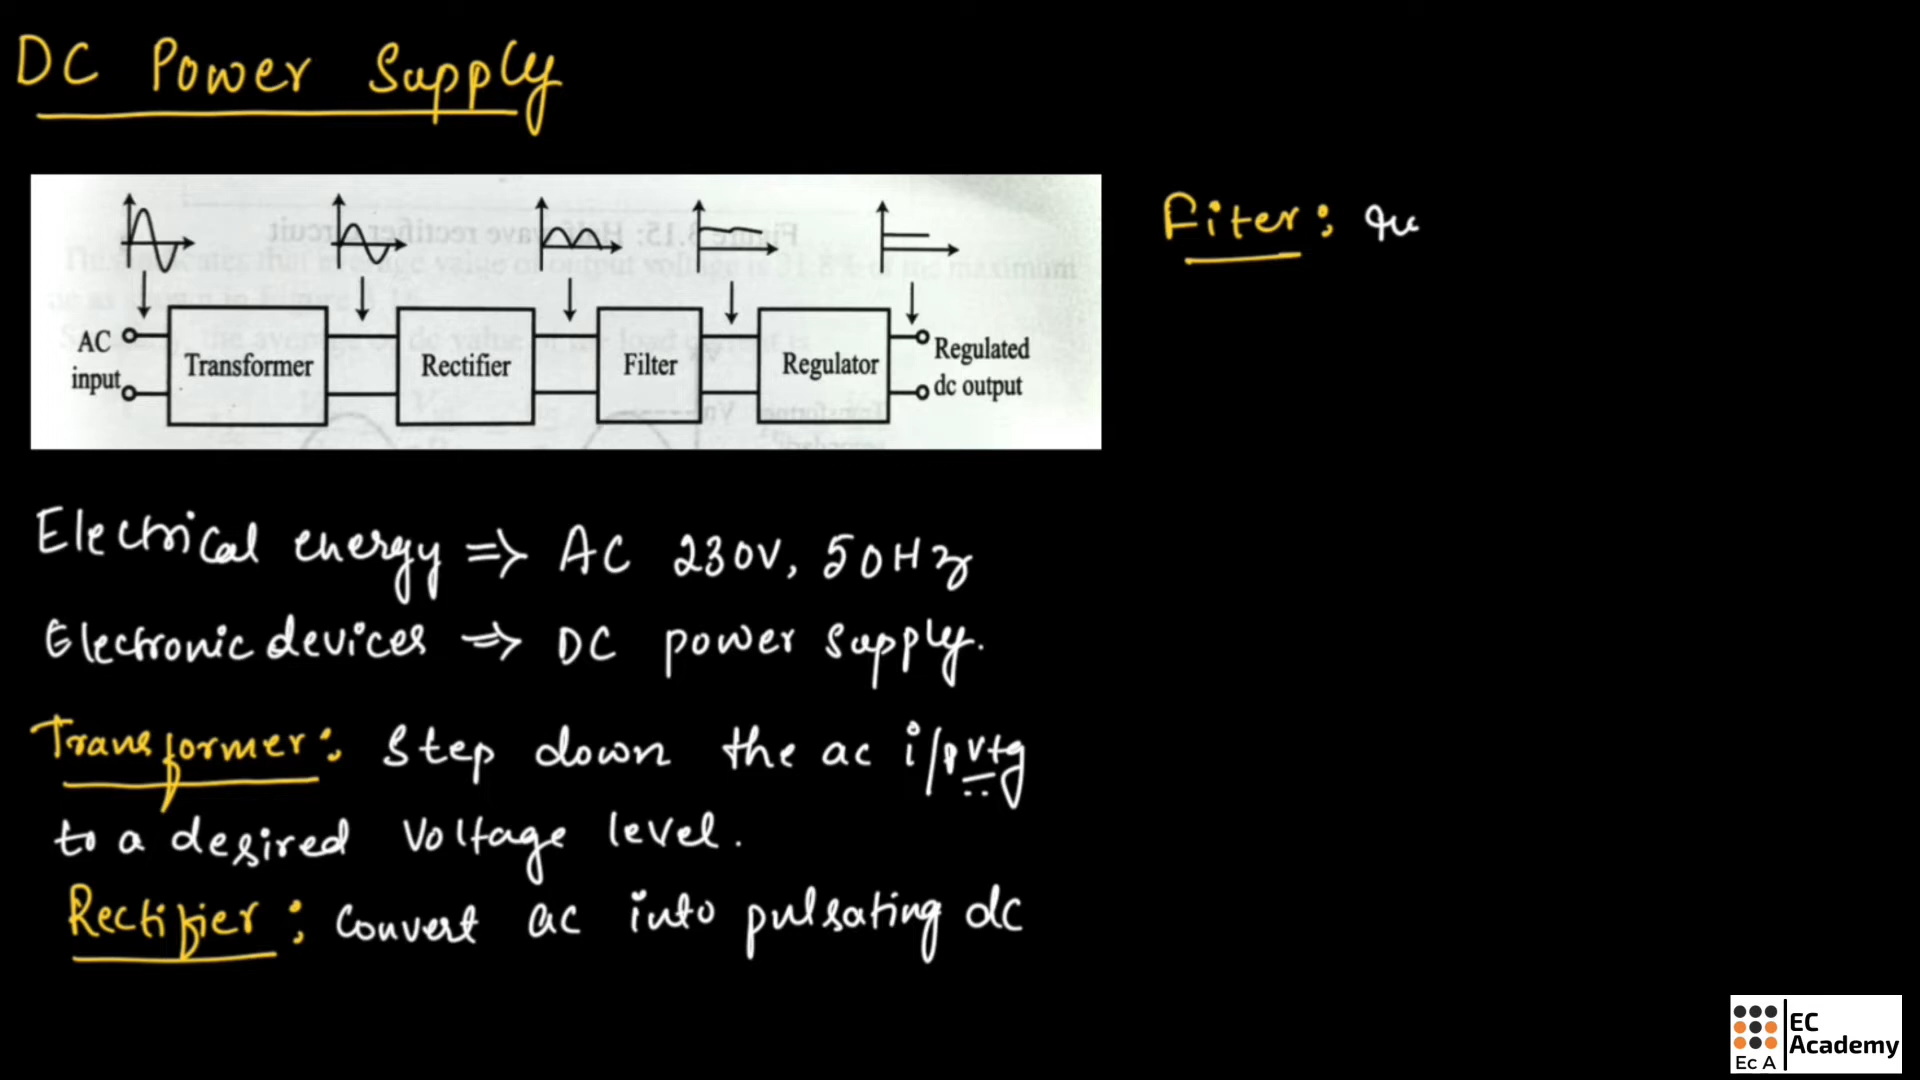 DC Power Supply
AC input
Transformer
Rectifier
Filter
Regulator
Regulated dc output
Electrical energy => AC 230V, 50Hz
Electronic devices => DC power supply.
Transformer: Step down the ac i/p vtg
to a desired voltage level.
Rectifier: Convert ac into pulsating dc
Fiter:
EC
Academy
Ec A